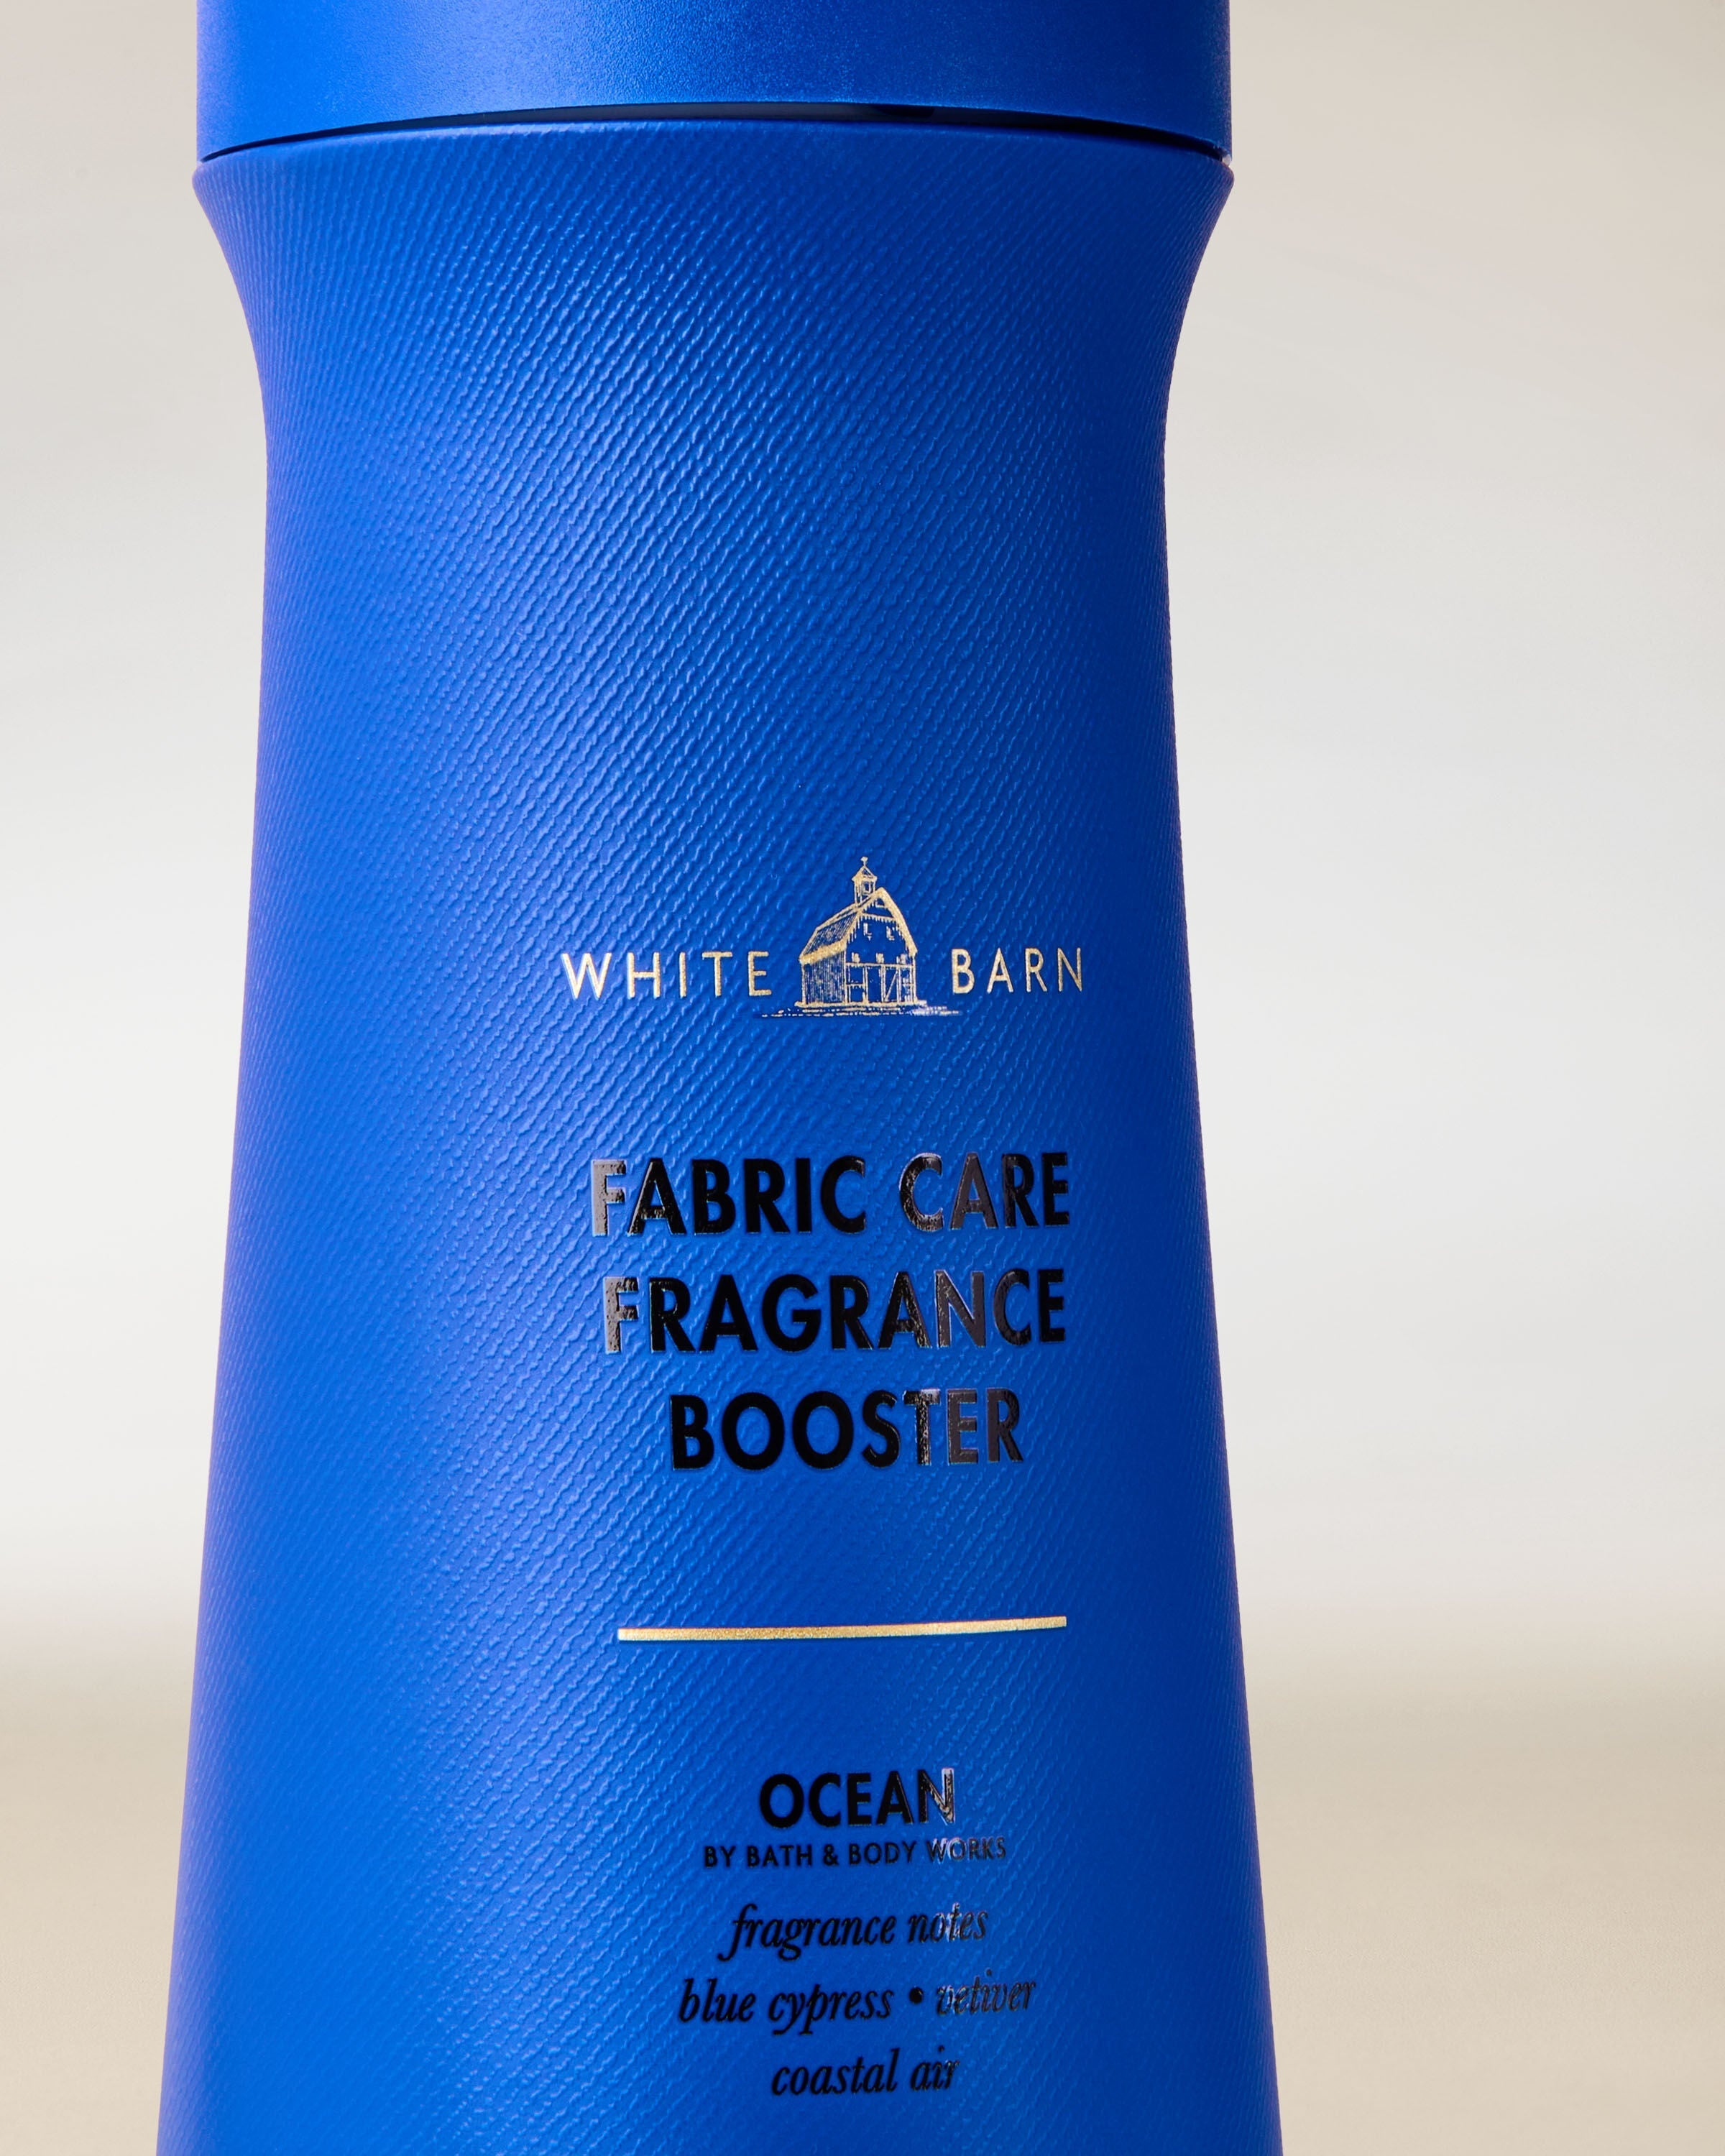 WHITE BARN
FABRIC CARE
FRAGRANCE
BOOSTER
OCEAN
BY BATH & BODY WORKS
fragrance notes
blue cypress • vetiver
coastal air